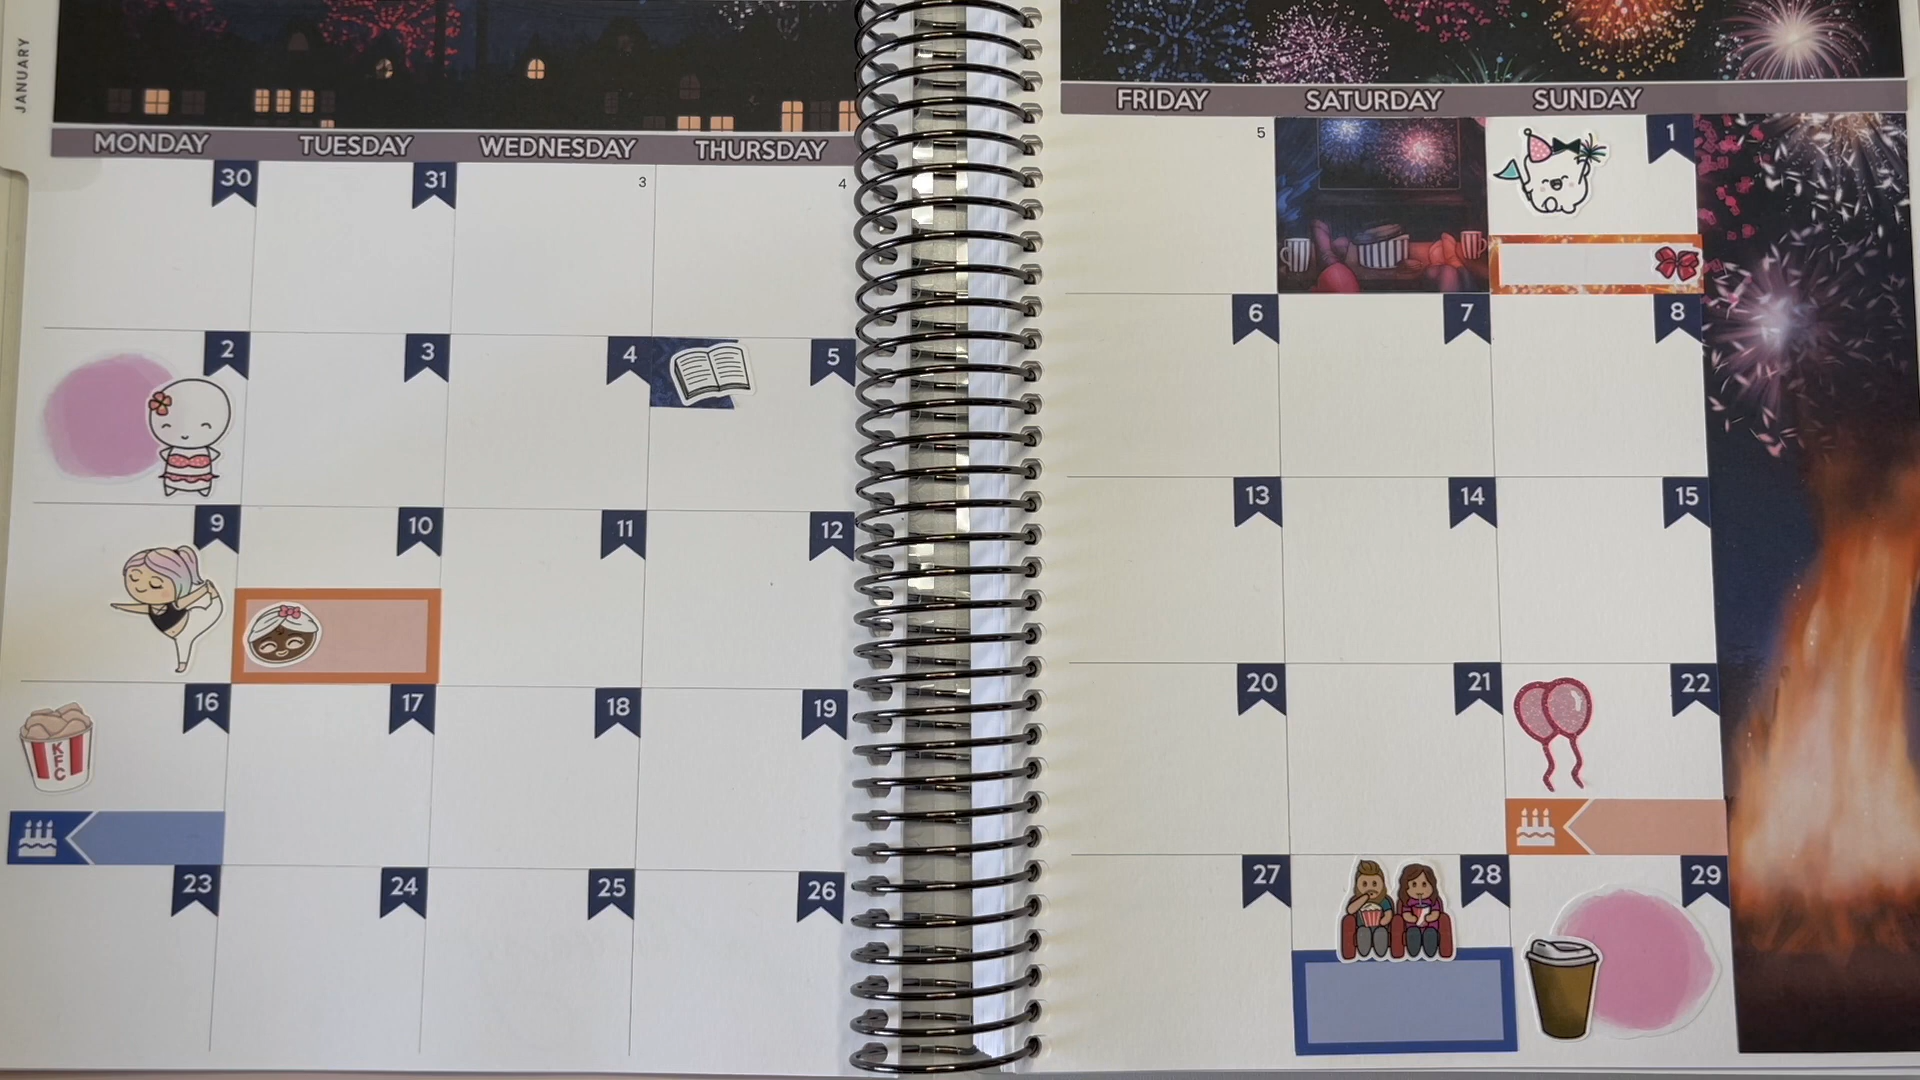 JANUARY
MONDAY TUESDAY WEDNESDAY THURSDAY FRIDAY SATURDAY SUNDAY
30 31 3 4 5 1
2 3 4 5 6 7 8
9 10 11 12 13 14 15
16 17 18 19 20 21 22
KFC
23 24 25 26 27 28 29